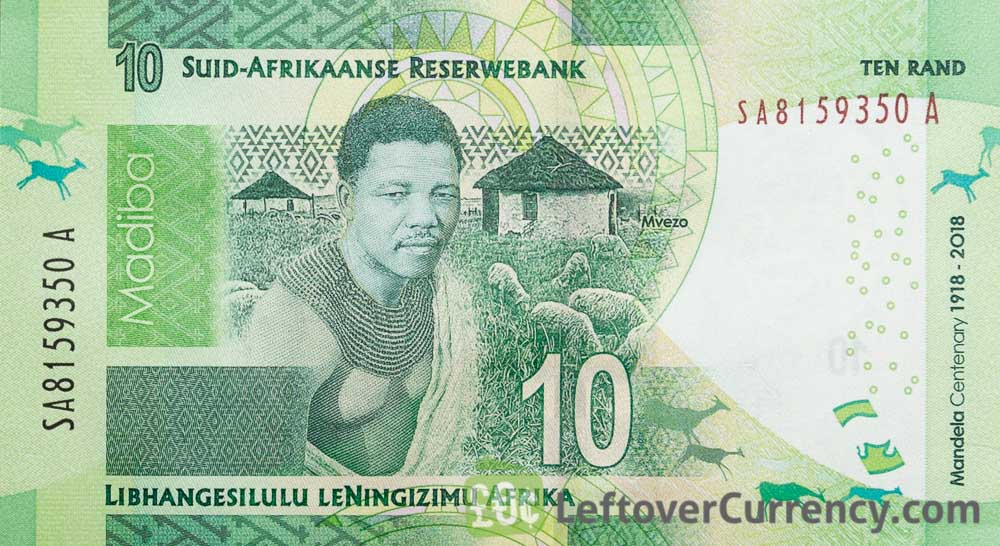 10 SUID-AFRIKAANSE RESERWEBANK
TEN RAND
SA8159350 A
Madiba
Mvezo
SA8159350 A
Mandela Centenary 1918 - 2018
10
10
LIBHANGESILULU LENINGIZIMU AFRIKA
LeftoverCurrency.com